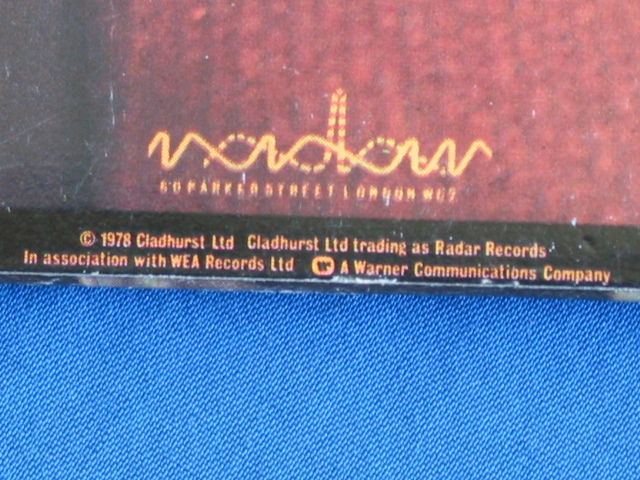 radar
60 PARKER STREET LONDON WC2
© 1978 Cladhurst Ltd Cladhurst Ltd trading as Radar Records
In association with WEA Records Ltd W A Warner Communications Company